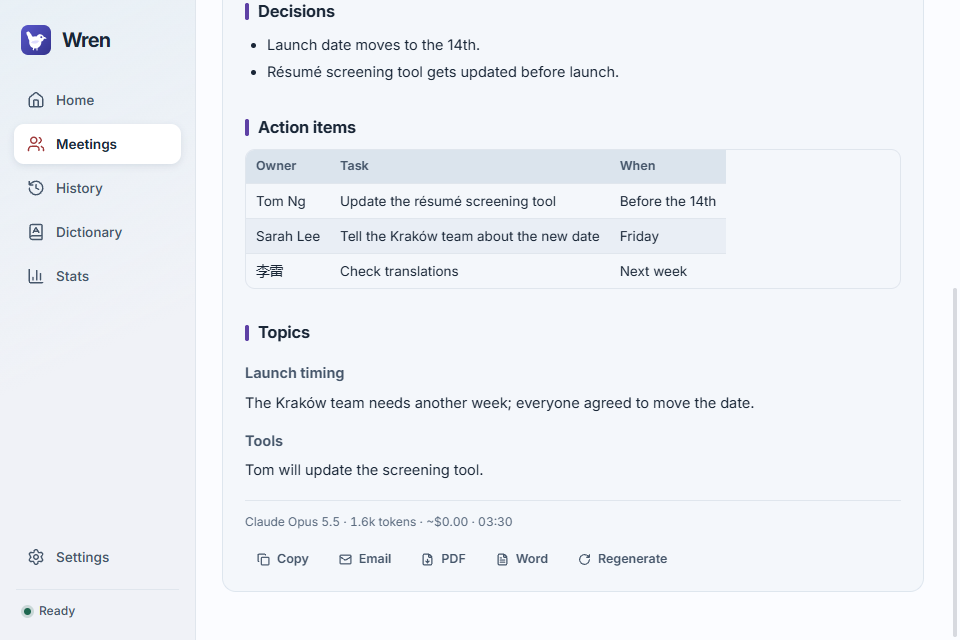 Wren
Home
Meetings
History
Dictionary
Stats
Settings
Ready
Decisions
Launch date moves to the 14th.
Résumé screening tool gets updated before launch.
Action items
Owner Task When
Tom Ng Update the résumé screening tool Before the 14th
Sarah Lee Tell the Kraków team about the new date Friday
李雷 Check translations Next week
Topics
Launch timing
The Kraków team needs another week; everyone agreed to move the date.
Tools
Tom will update the screening tool.
Claude Opus 5.5 · 1.6k tokens · ~$0.00 · 03:30
Copy Email PDF Word Regenerate